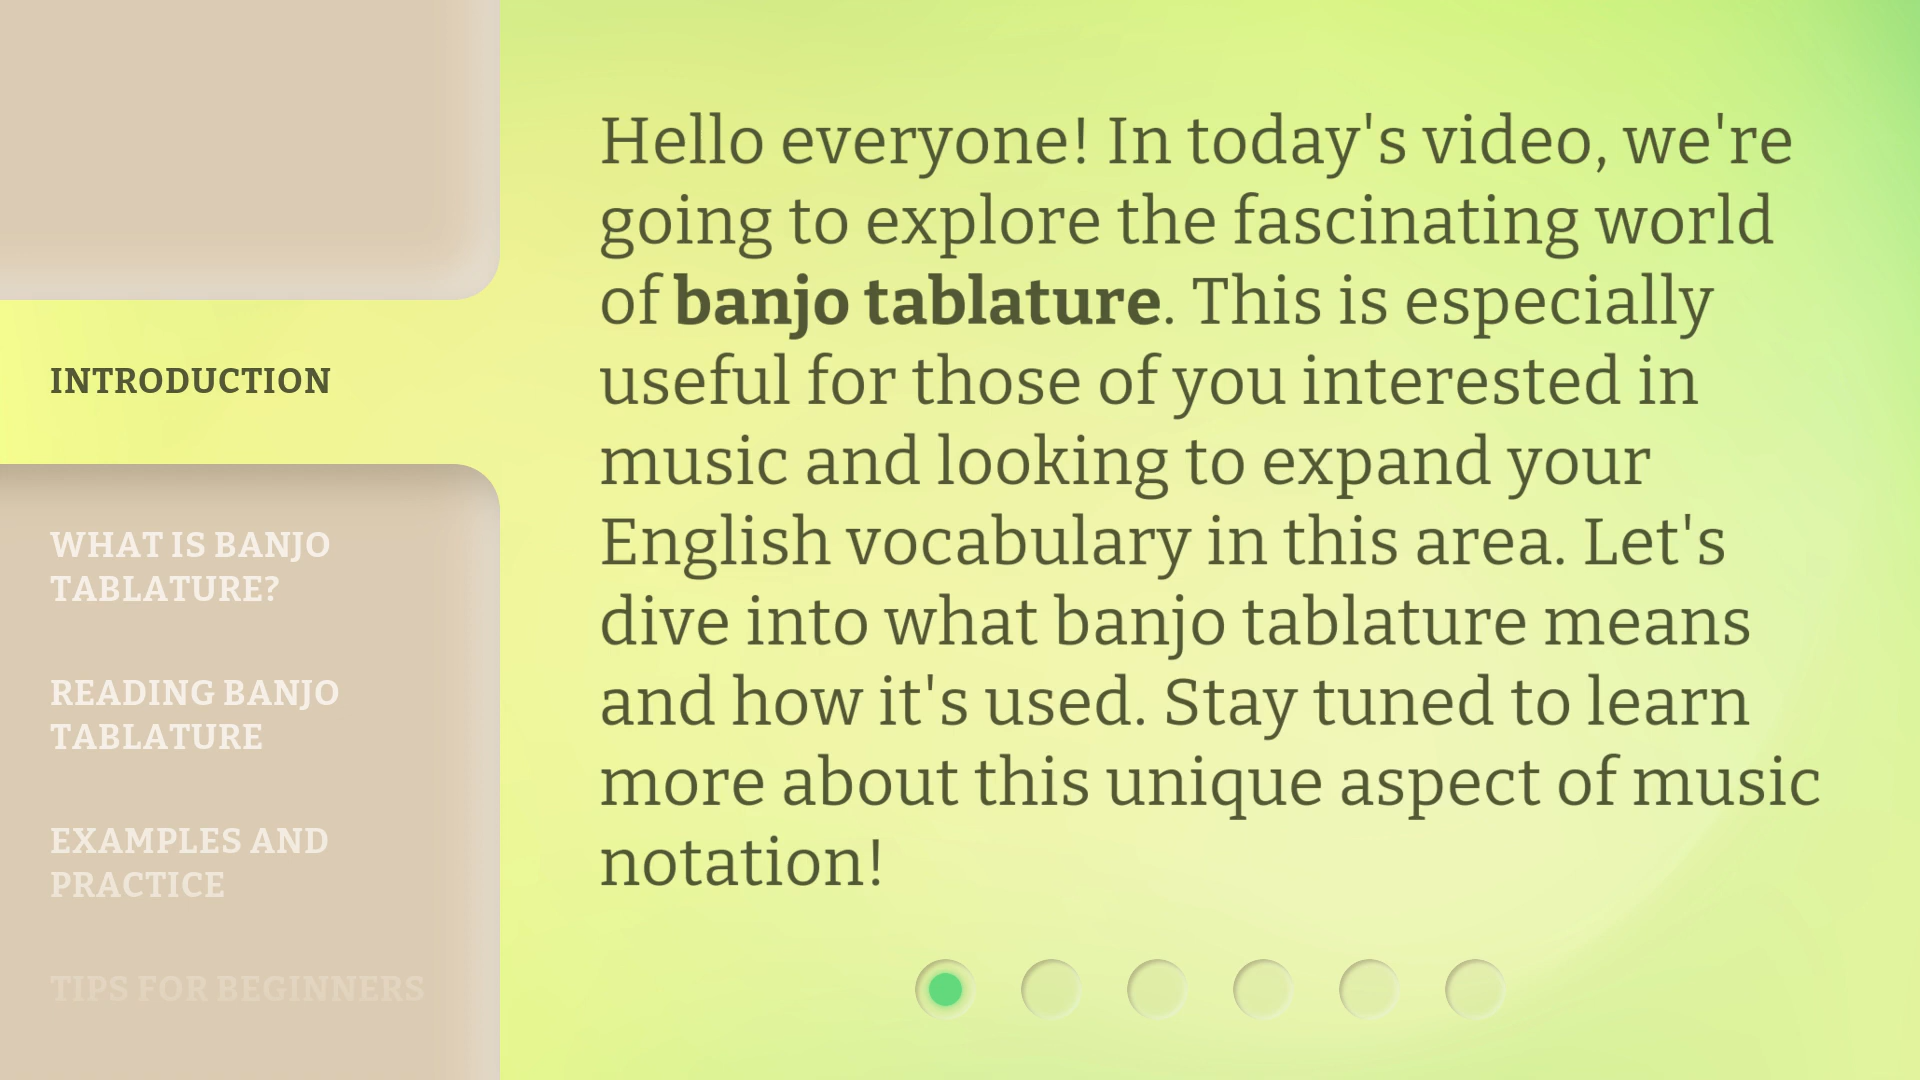 INTRODUCTION
WHAT IS BANJO
TABLATURE?
READING BANJO
TABLATURE
EXAMPLES AND
PRACTICE
TIPS FOR BEGINNERS
Hello everyone! In today's video, we're
going to explore the fascinating world
of banjo tablature. This is especially
useful for those of you interested in
music and looking to expand your
English vocabulary in this area. Let's
dive into what banjo tablature means
and how it's used. Stay tuned to learn
more about this unique aspect of music
notation!